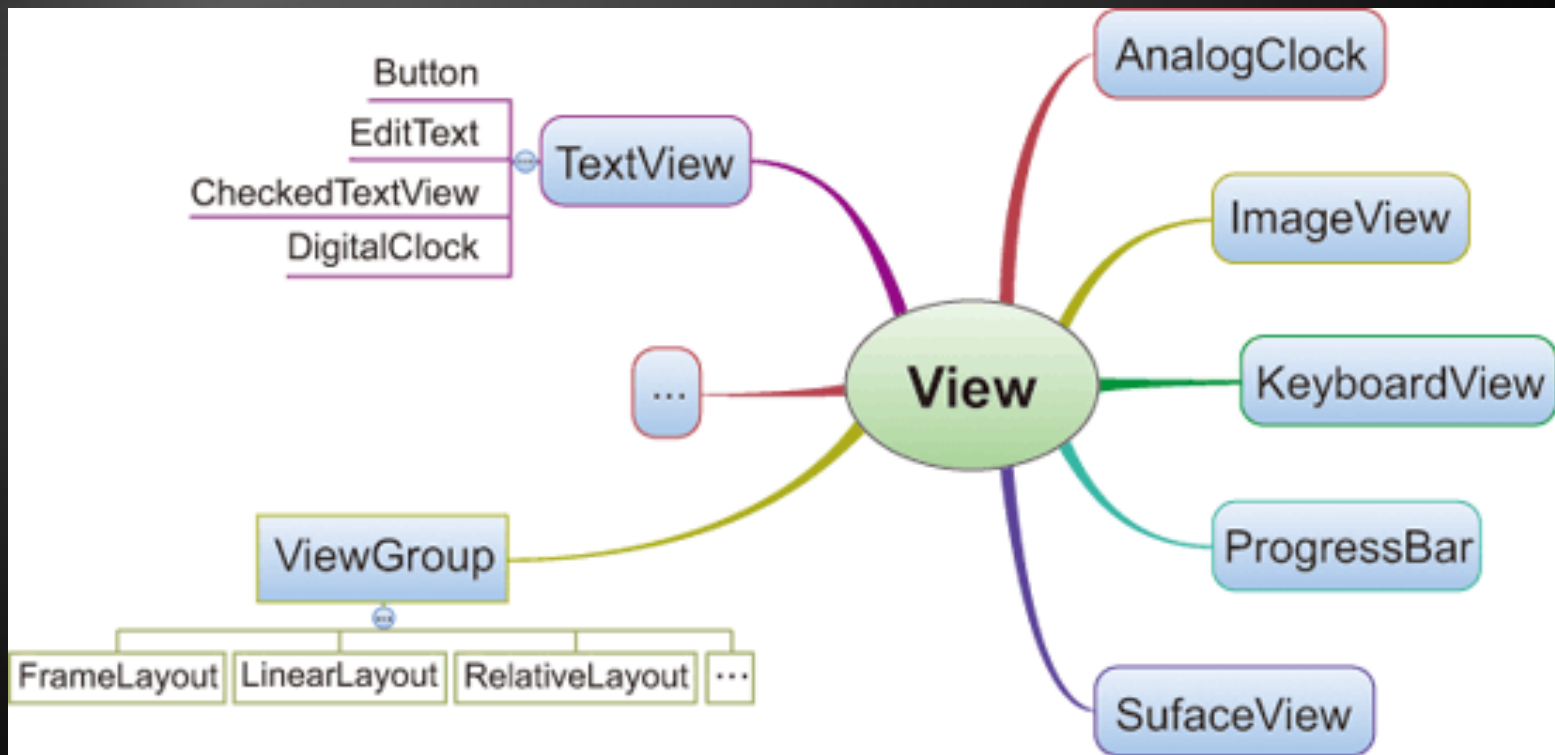 Button
EditText
CheckedTextView
DigitalClock
TextView
...
ViewGroup
FrameLayout
LinearLayout
RelativeLayout
...
View
AnalogClock
ImageView
KeyboardView
ProgressBar
SufaceView